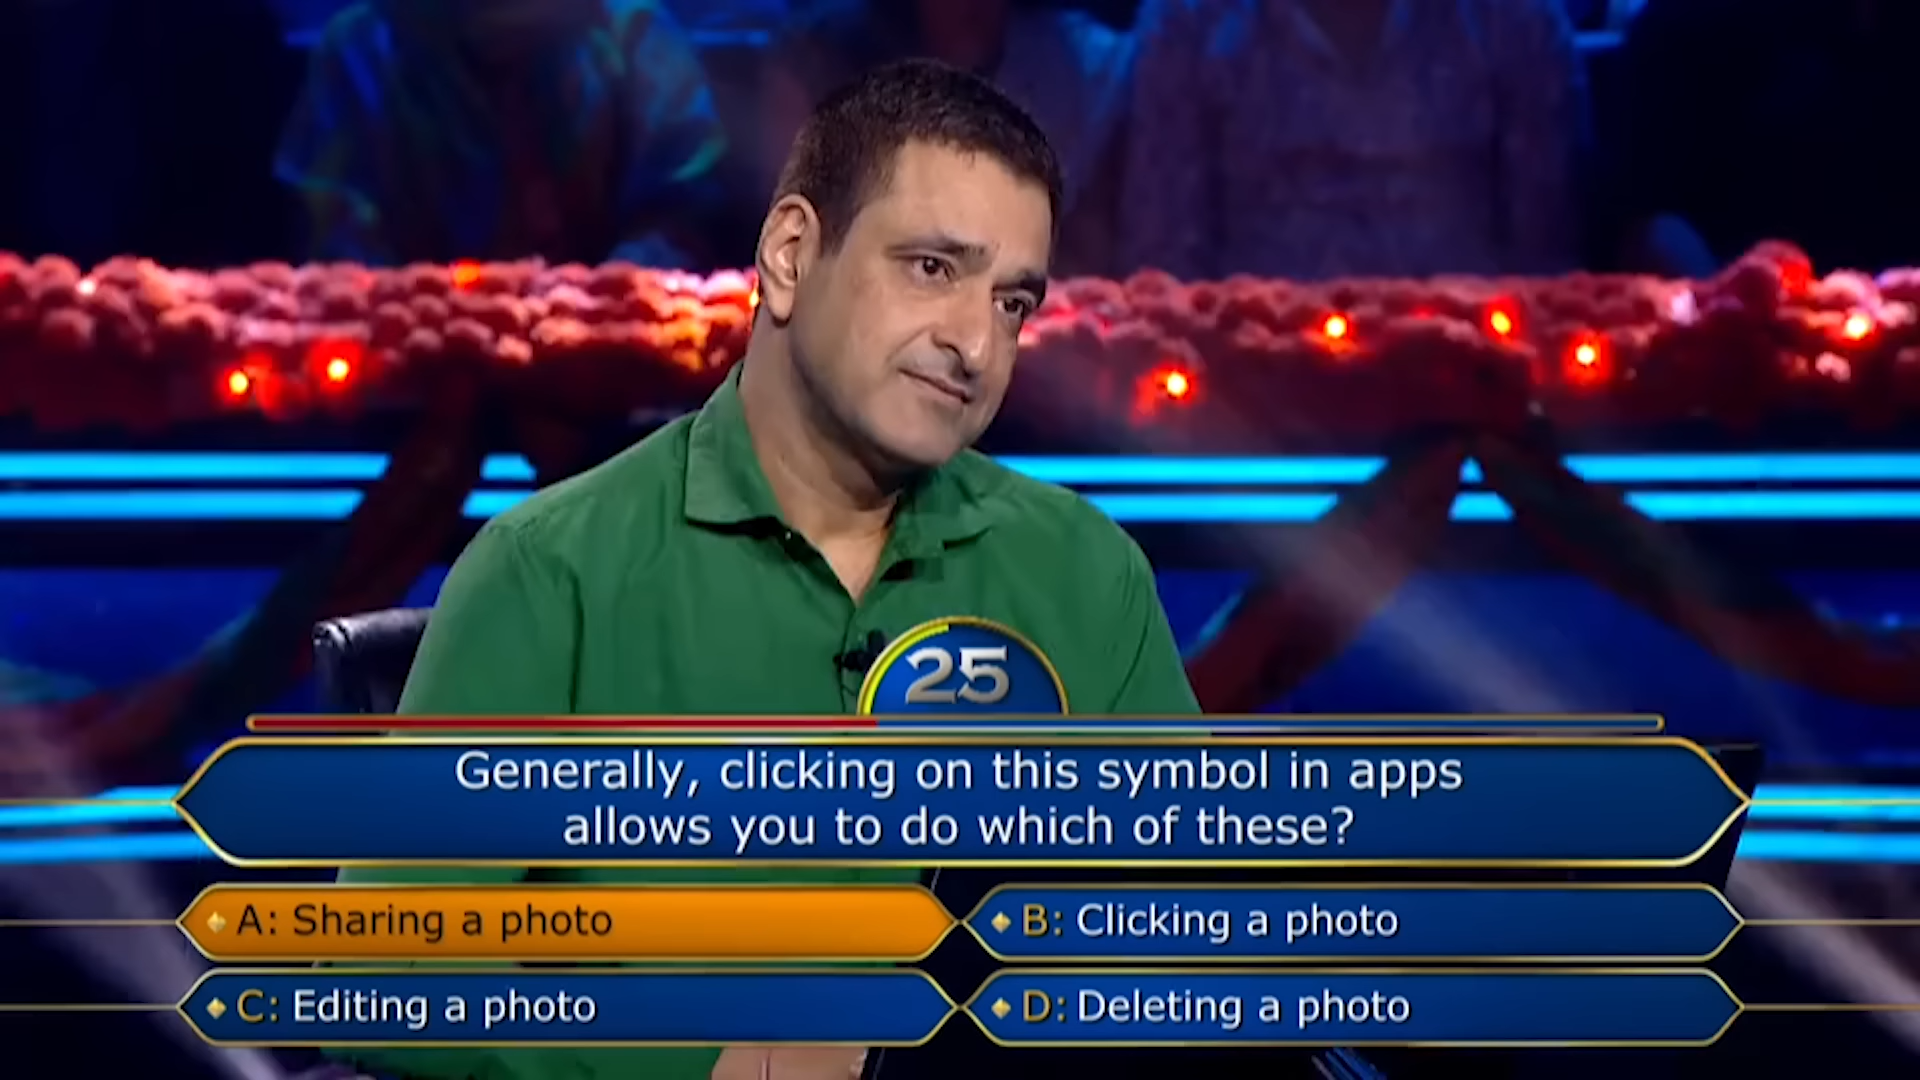 25
Generally, clicking on this symbol in apps
allows you to do which of these?
A: Sharing a photo
B: Clicking a photo
C: Editing a photo
D: Deleting a photo